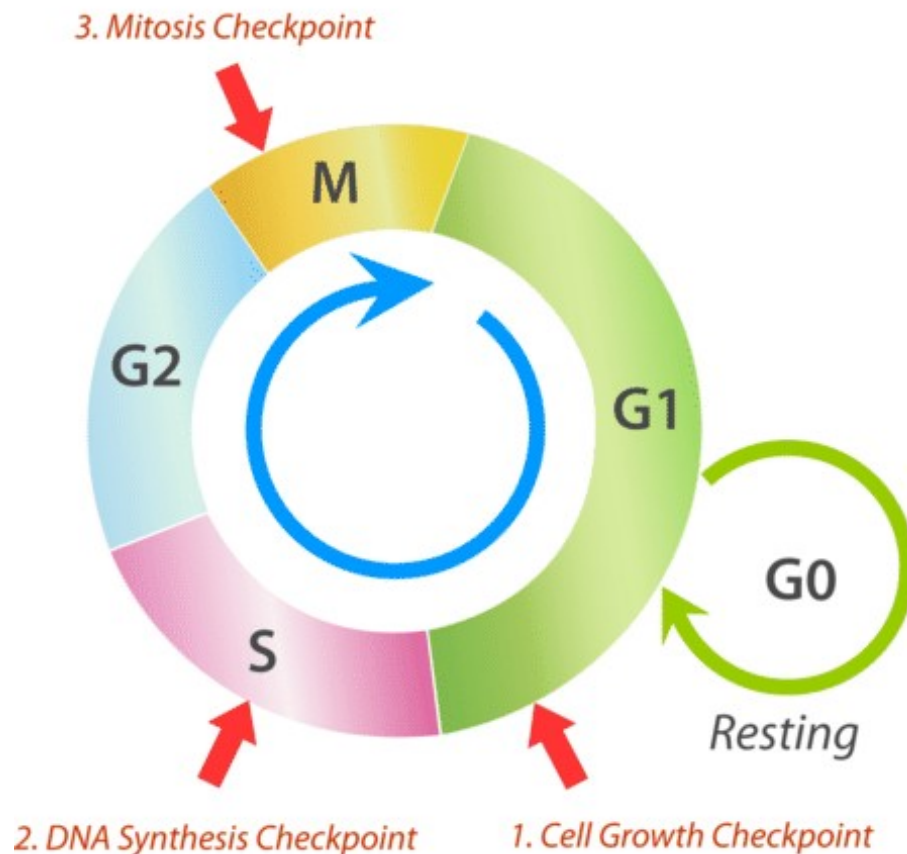 3. Mitosis Checkpoint
M
G2
G1
G0
S
Resting
2. DNA Synthesis Checkpoint
1. Cell Growth Checkpoint